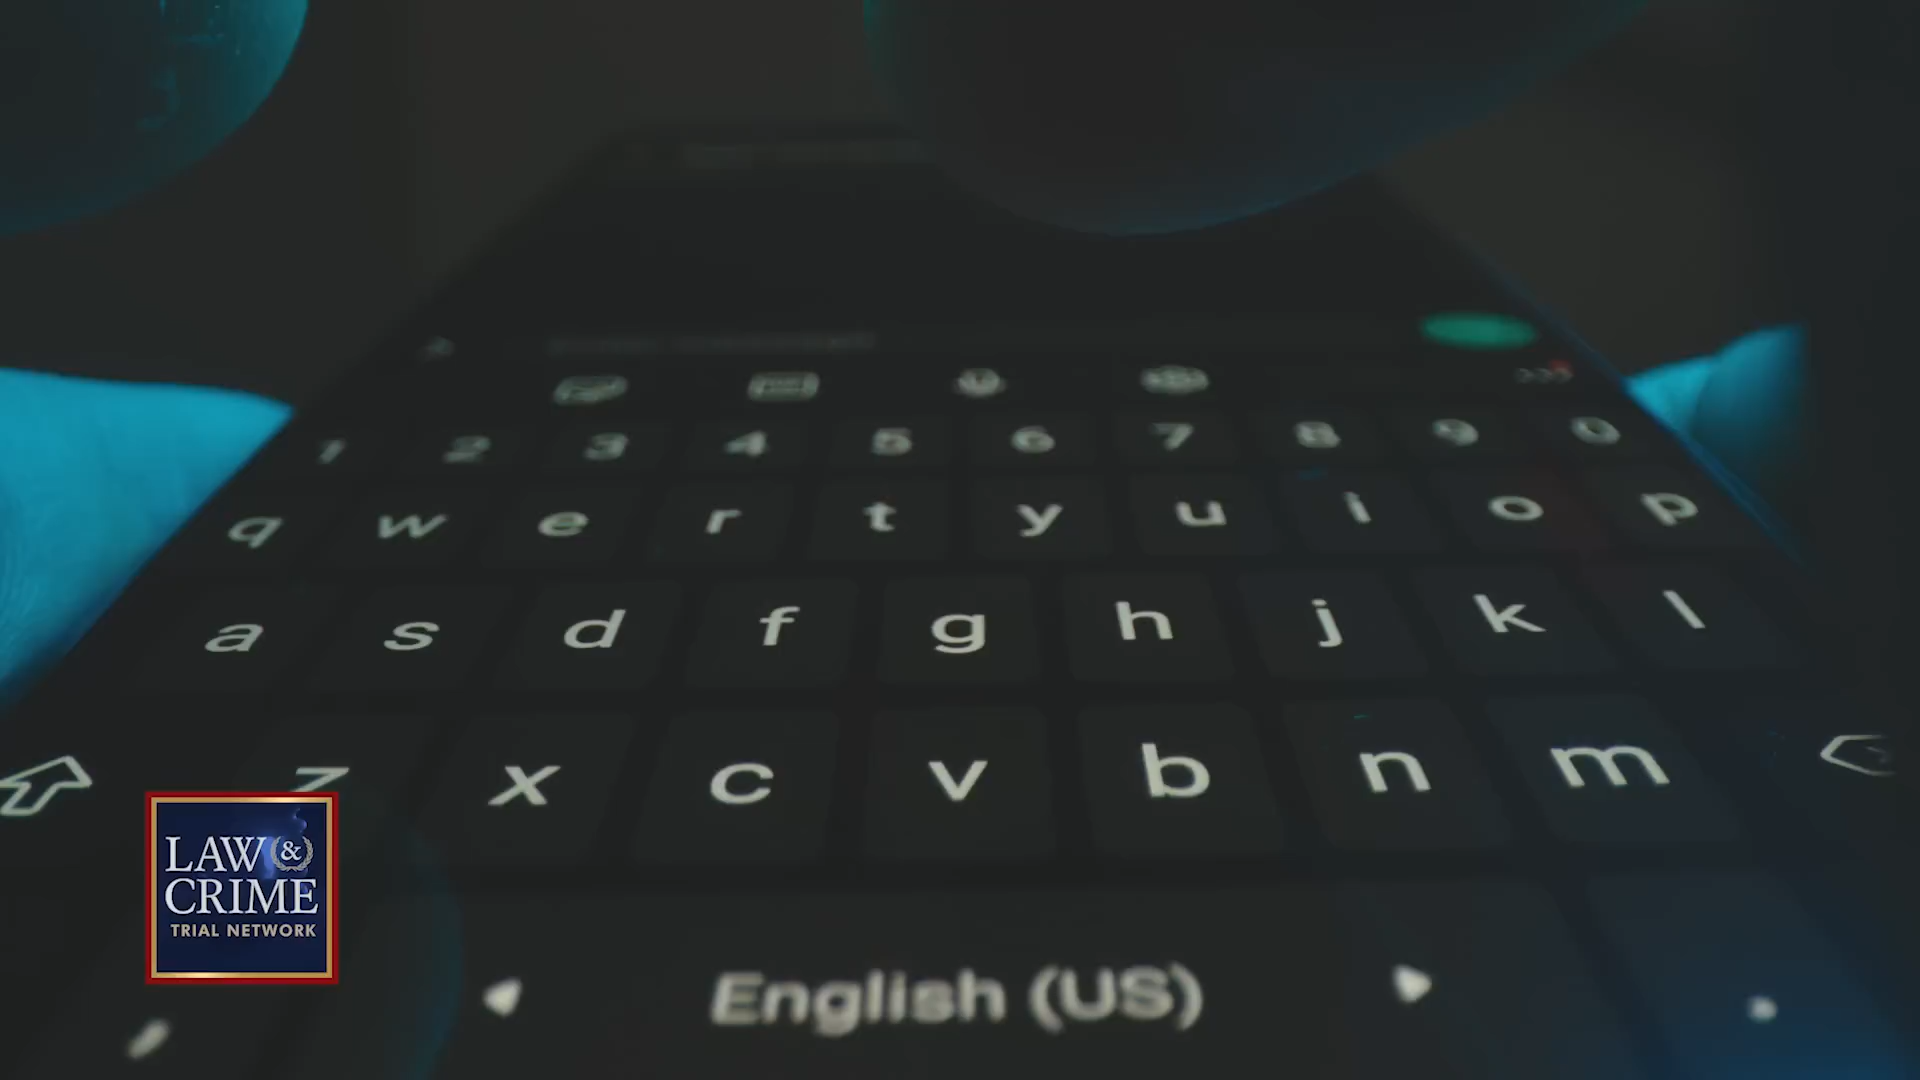 1 2 3 4 5 6 7 8 9 0
q w e r t y u i o p
a s d f g h j k l
z x c v b n m
LAW &
CRIME
TRIAL NETWORK
, English (US) .